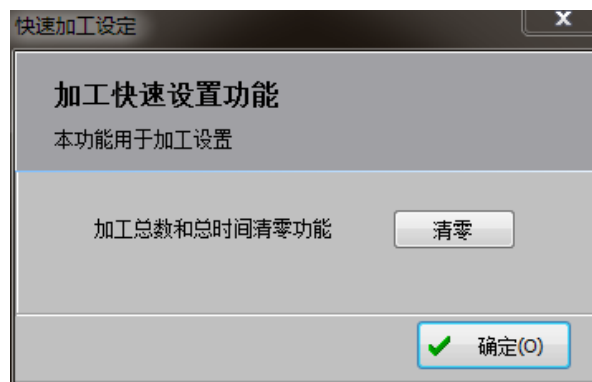 快速加工设定
加工快速设置功能
本功能用于加工设置
加工总数和总时间清零功能 清零
确定(O)